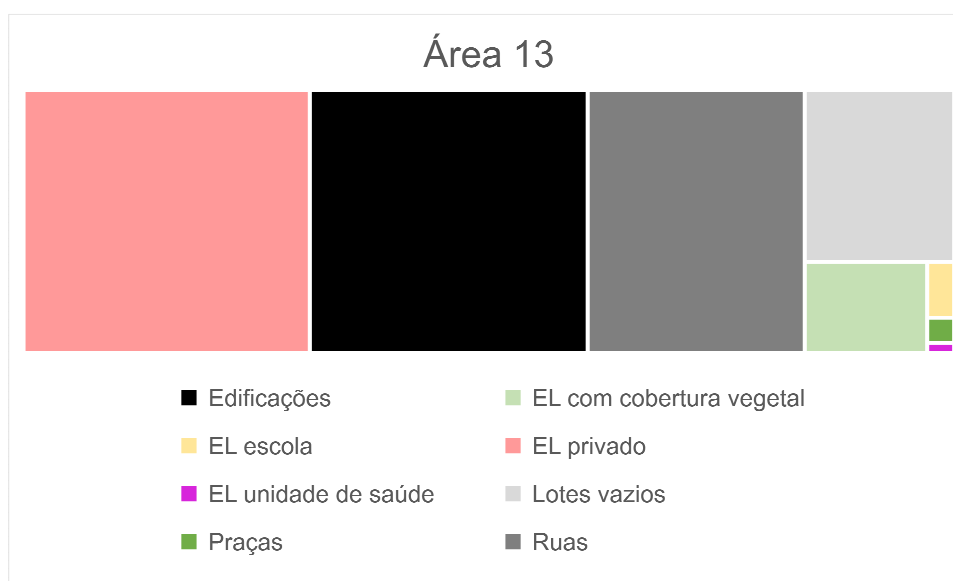 Área 13
Edificações
EL com cobertura vegetal
EL escola
EL privado
EL unidade de saúde
Lotes vazios
Praças
Ruas